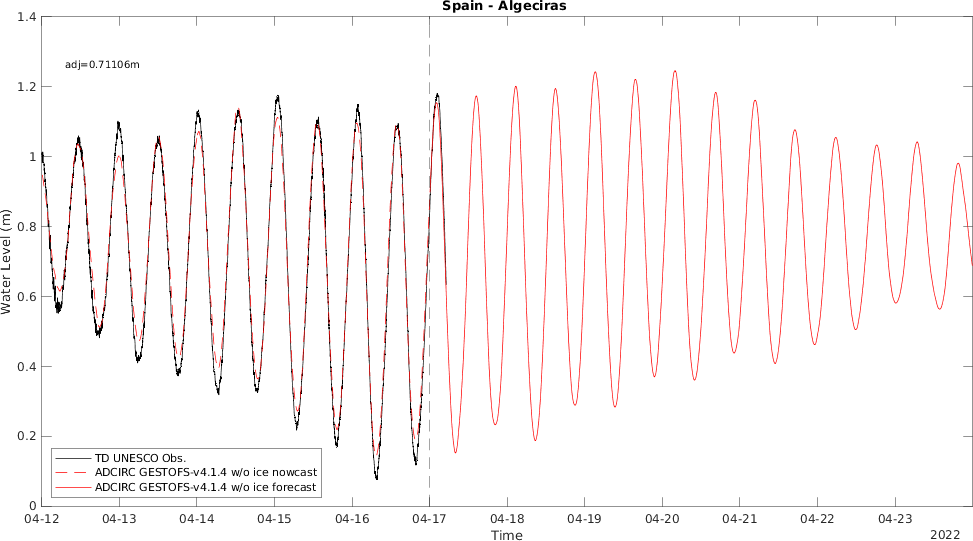 Spain - Algeciras
adj=0.71106m
Water Level (m)
1.4
1.2
1
0.8
0.6
0.4
0.2
0
TD UNESCO Obs.
ADCIRC GESTOFS-v4.1.4 w/o ice nowcast
ADCIRC GESTOFS-v4.1.4 w/o ice forecast
04-12 04-13 04-14 04-15 04-16 04-17 04-18 04-19 04-20 04-21 04-22 04-23
Time
2022